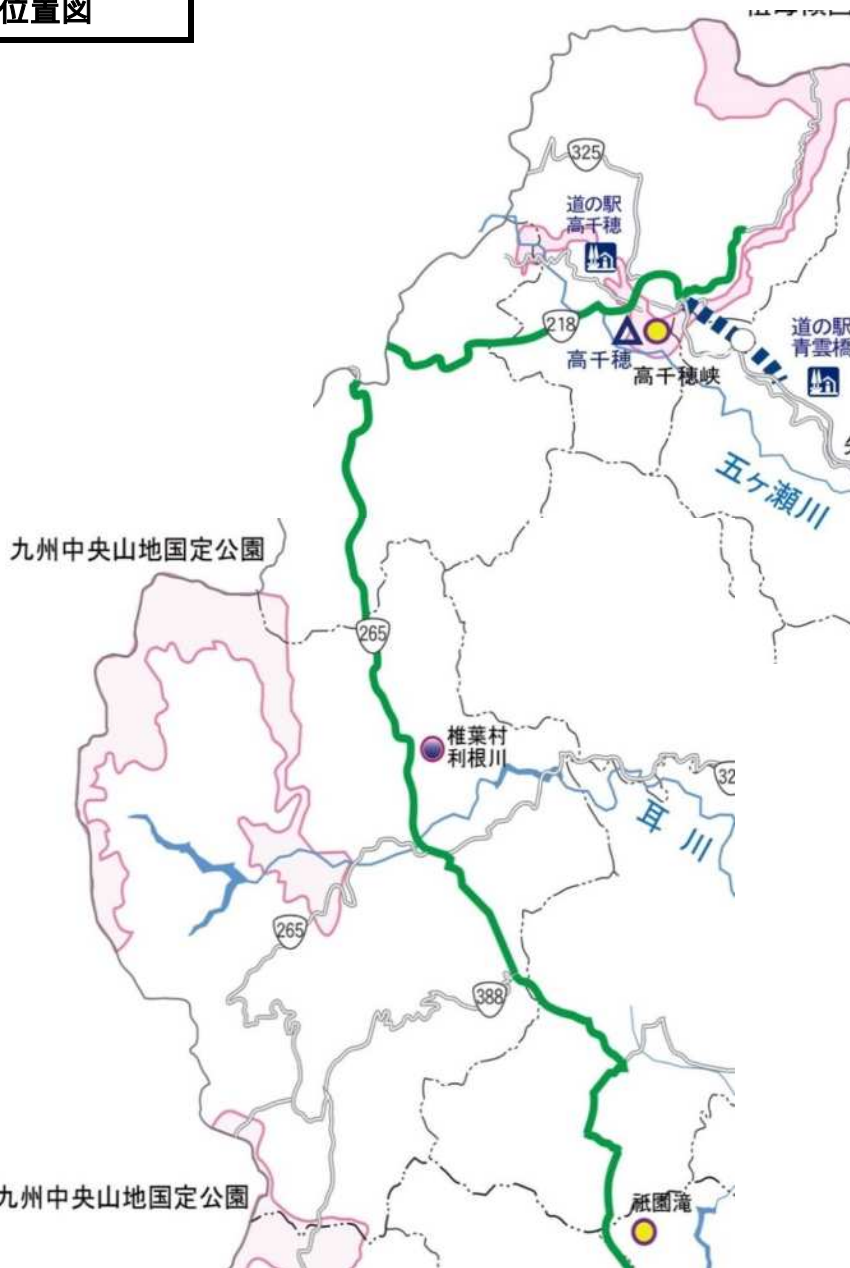 位置図
325
道の駅
高千穂
218
高千穂
高千穂峡
道の駅
青雲橋
五ヶ瀬川
九州中央山地国定公園
265
椎葉村
利根川
32
耳川
265
388
九州中央山地国定公園
祇園滝